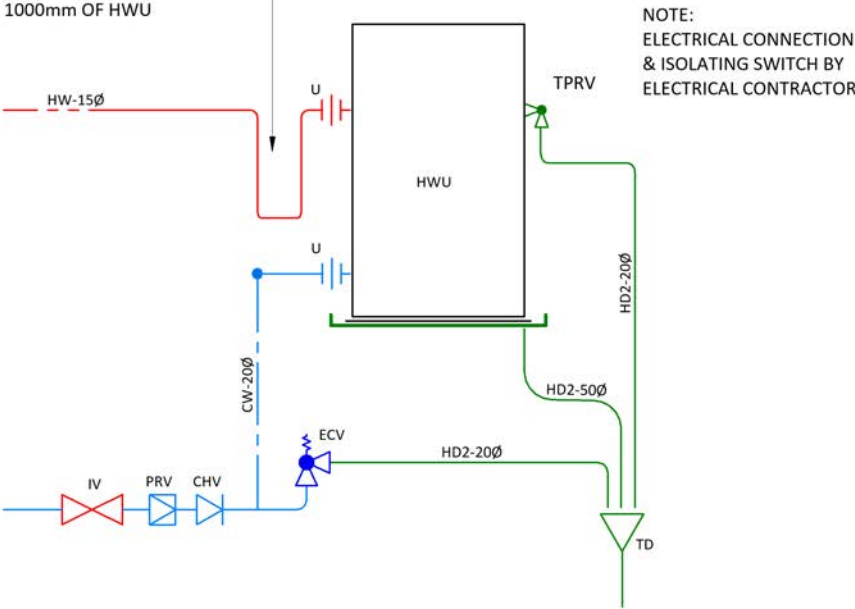 1000mm OF HWU
NOTE:
ELECTRICAL CONNECTION
& ISOLATING SWITCH BY
ELECTRICAL CONTRACTOR
HW-15Ø
U
TPRV
HWU
U
HD2-20Ø
CW-20Ø
HD2-50Ø
ECV
HD2-20Ø
IV
PRV
CHV
TD